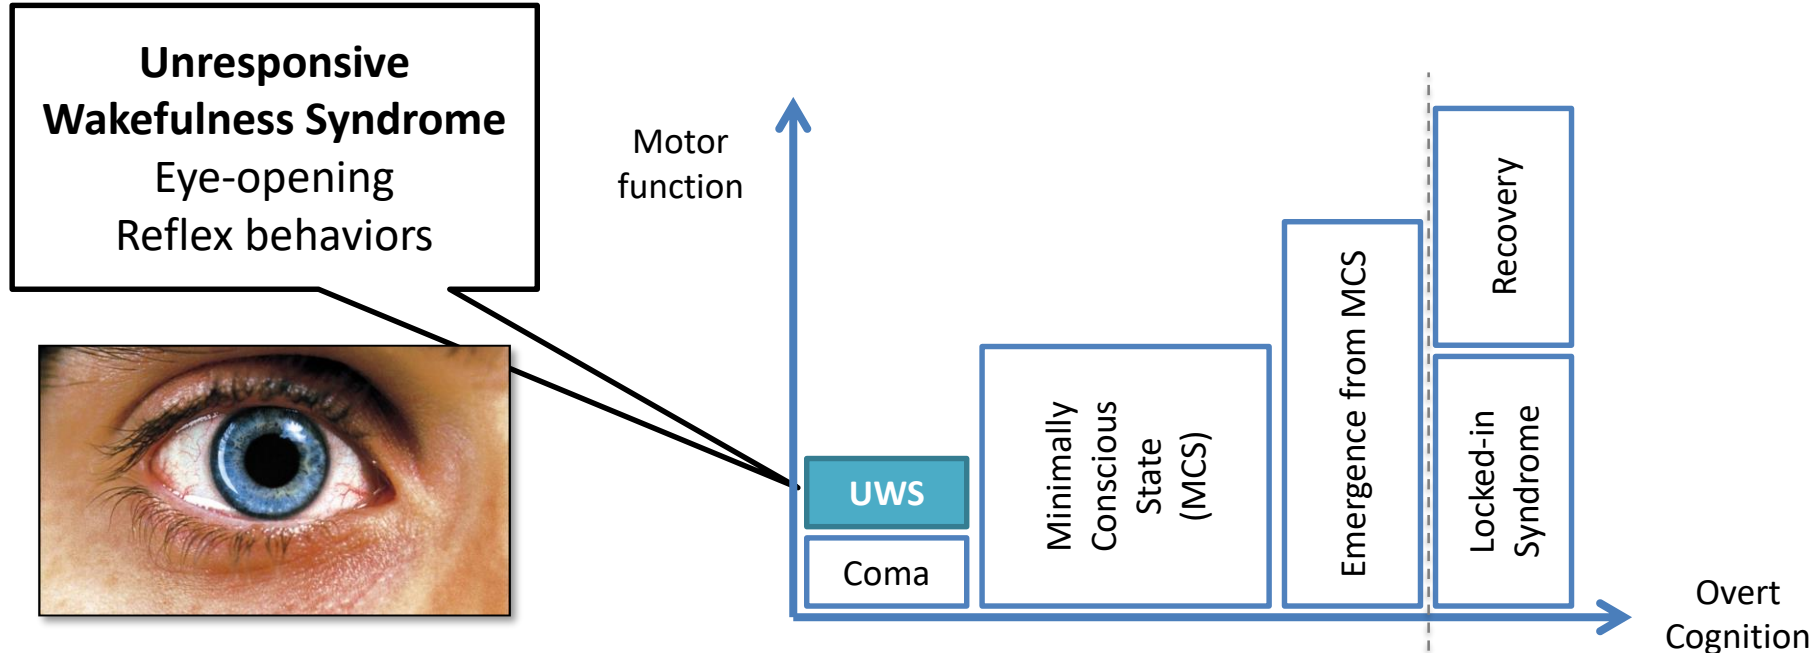 Unresponsive
Wakefulness Syndrome
Eye-opening
Reflex behaviors
Motor
function
UWS
Coma
Minimally
Conscious
State
(MCS)
Emergence from MCS
Recovery
Locked-in
Syndrome
Overt
Cognition